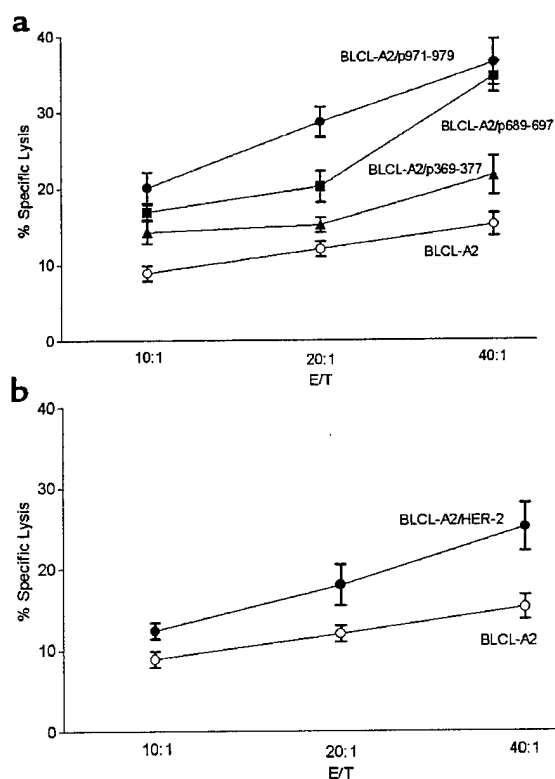 a
40
30
20
10
0
% Specific Lysis
BLCL-A2/p971-979
BLCL-A2/p689-697
BLCL-A2/p369-377
BLCL-A2
10:1
20:1
40:1
E/T
b
40
30
20
10
0
% Specific Lysis
BLCL-A2/HER-2
BLCL-A2
10:1
20:1
40:1
E/T